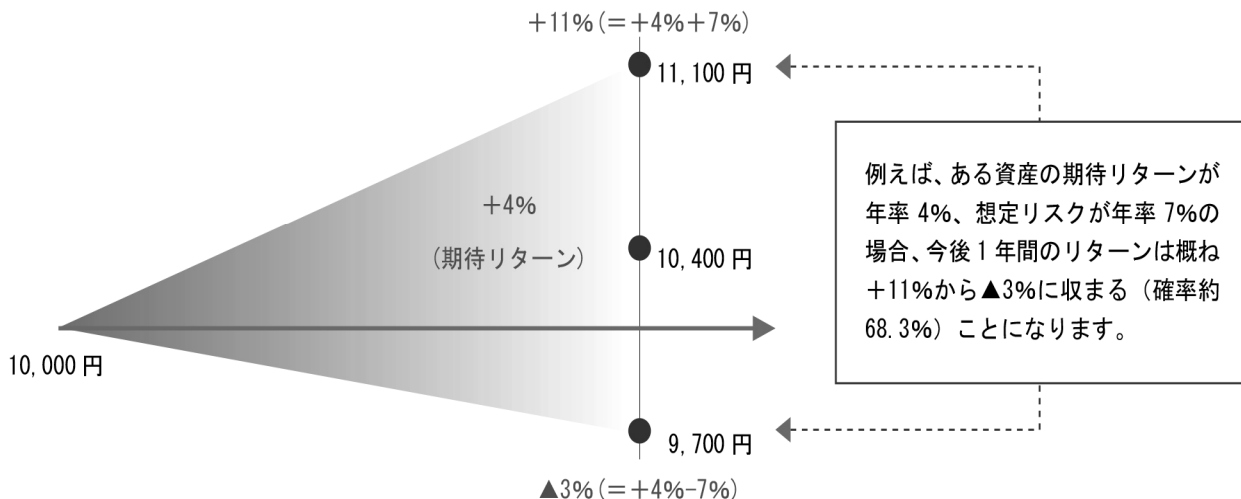 +11%(=+4%+7%)
11,100円
+4%
(期待リターン)
10,400円
10,000円
9,700円
▲3%(=+4%-7%)
例えば、ある資産の期待リターンが
年率4%、想定リスクが年率7%の
場合、今後1年間のリターンは概ね
+11%から▲3%に収まる(確率約
68.3%)ことになります。